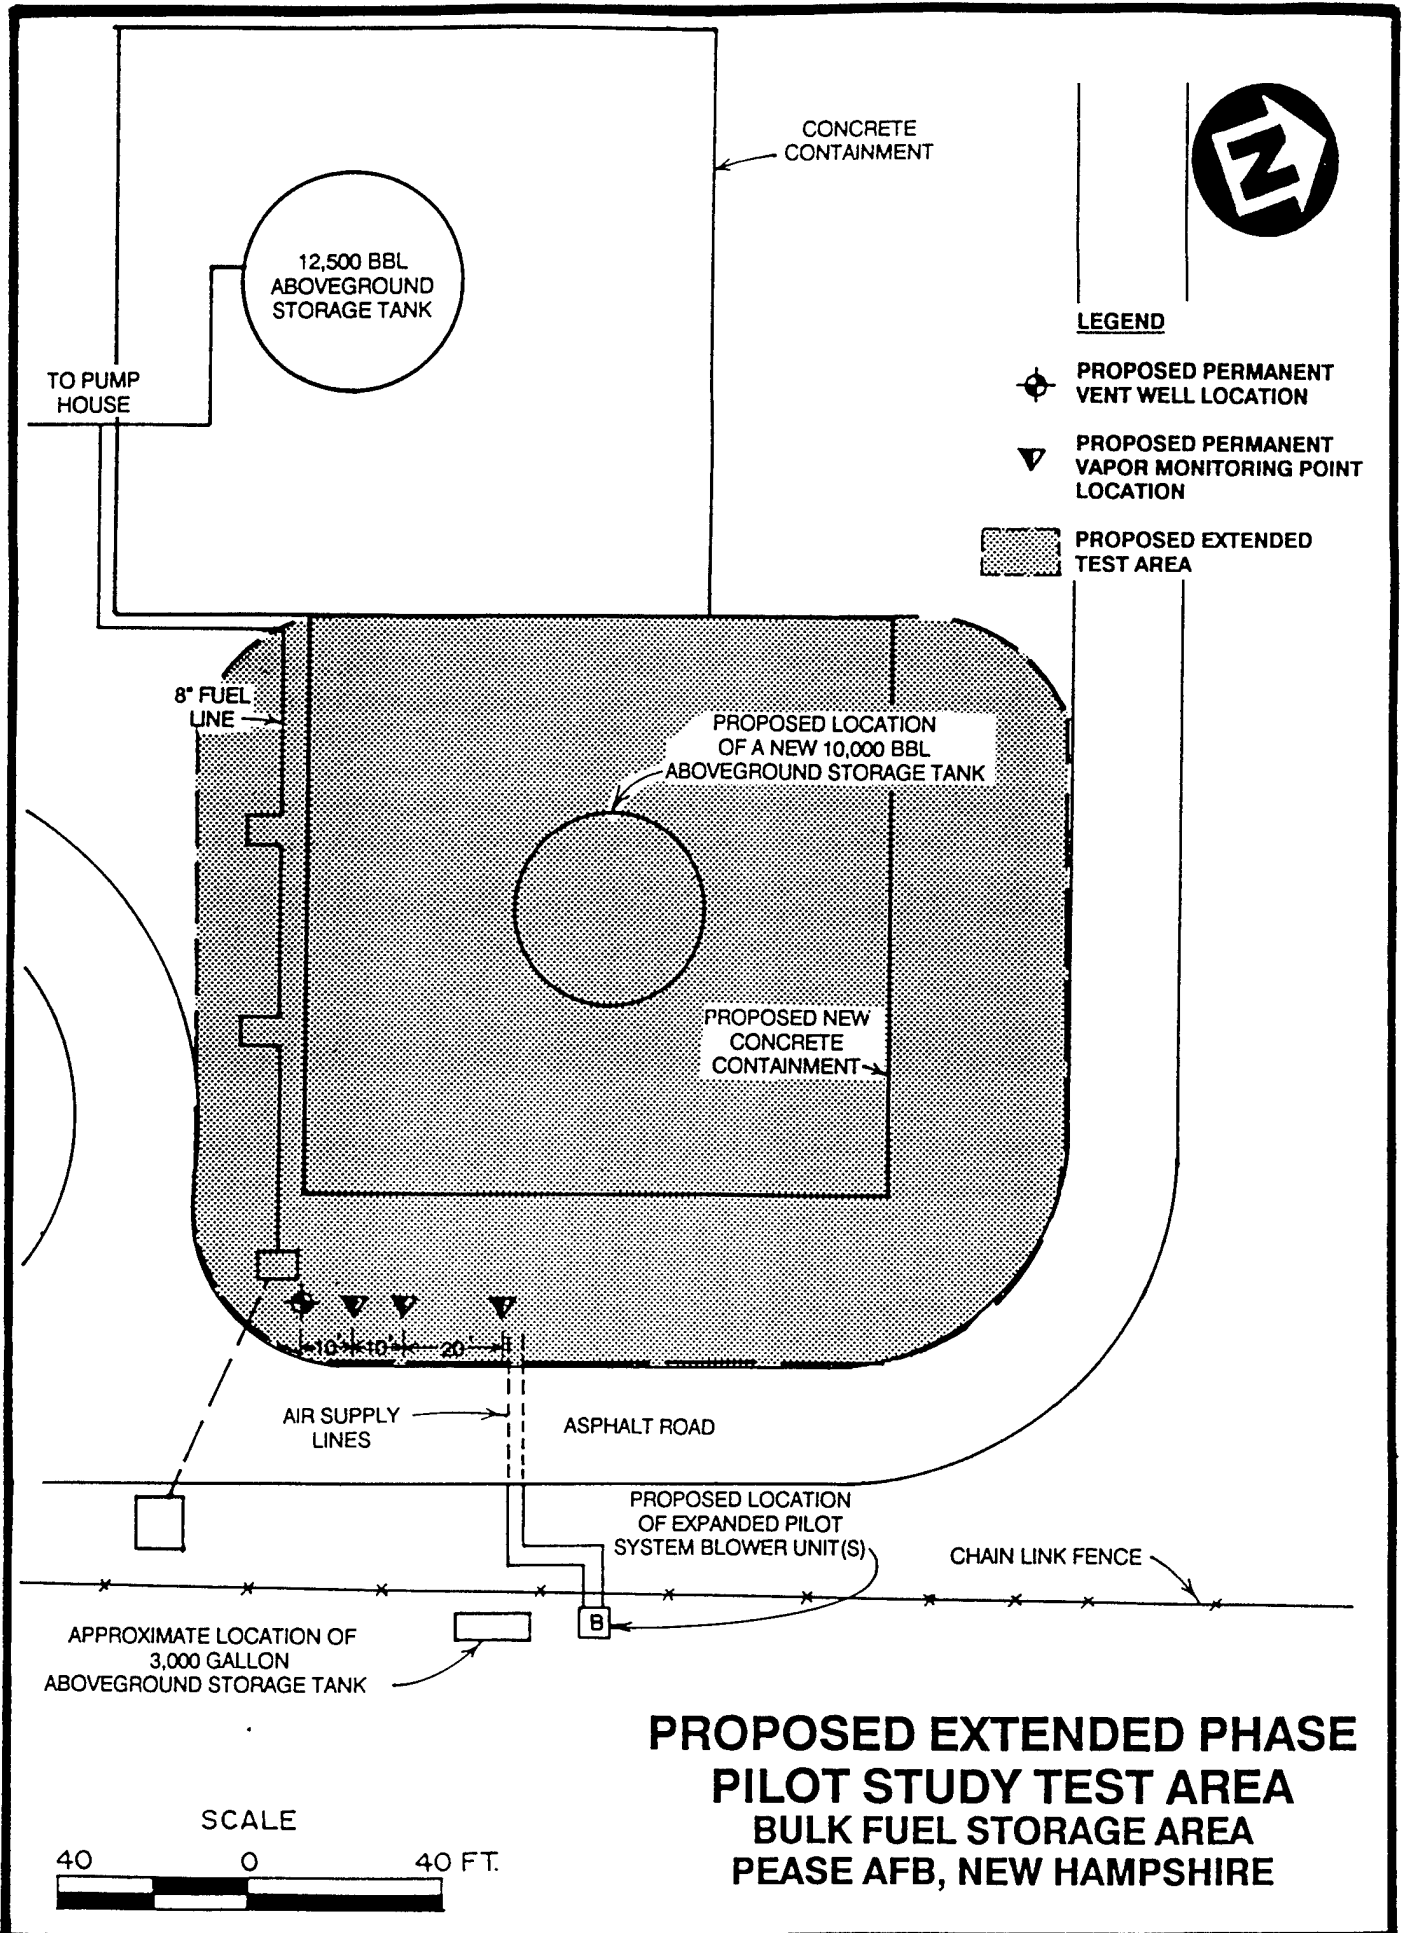 CONCRETE
CONTAINMENT
N
12,500 BBL
ABOVEGROUND
STORAGE TANK
TO PUMP
HOUSE
LEGEND
PROPOSED PERMANENT
VENT WELL LOCATION
PROPOSED PERMANENT
VAPOR MONITORING POINT
LOCATION
PROPOSED EXTENDED
TEST AREA
8" FUEL
LINE
PROPOSED LOCATION
OF A NEW 10,000 BBL
ABOVEGROUND STORAGE TANK
PROPOSED NEW
CONCRETE
CONTAINMENT
10' 10' 20'
AIR SUPPLY
LINES
ASPHALT ROAD
PROPOSED LOCATION
OF EXPANDED PILOT
SYSTEM BLOWER UNIT(S)
CHAIN LINK FENCE
B
APPROXIMATE LOCATION OF
3,000 GALLON
ABOVEGROUND STORAGE TANK
PROPOSED EXTENDED PHASE
PILOT STUDY TEST AREA
BULK FUEL STORAGE AREA
PEASE AFB, NEW HAMPSHIRE
SCALE
40 0 40 FT.